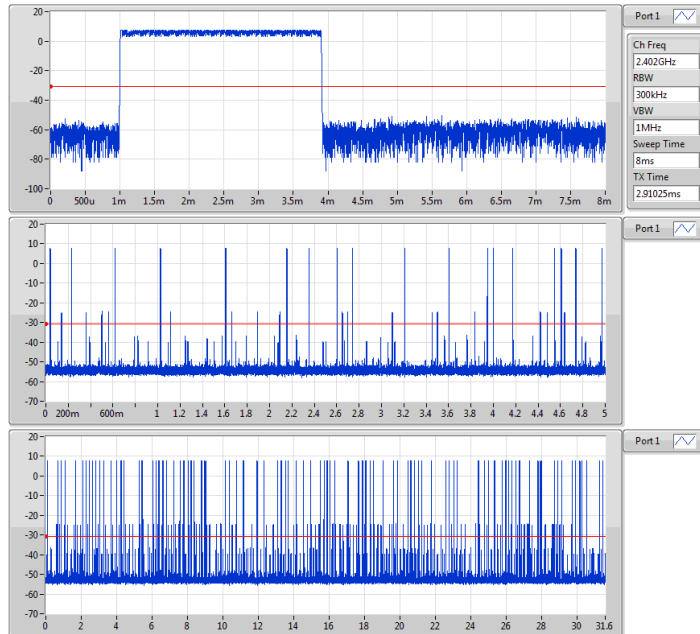 20
0
-20
-40
-60
-80
-100
0 500u 1m 1.5m 2m 2.5m 3m 3.5m 4m 4.5m 5m 5.5m 6m 6.5m 7m 7.5m 8m
Port 1
Ch Freq
2.402GHz
RBW
300kHz
VBW
1MHz
Sweep Time
8ms
TX Time
2.91025ms
20
10
0
-10
-20
-30
-40
-50
-60
-70
0 200m 600m 1 1.2 1.4 1.6 1.8 2 2.2 2.4 2.6 2.8 3 3.2 3.4 3.6 3.8 4 4.2 4.4 4.6 4.8 5
Port 1
20
10
0
-10
-20
-30
-40
-50
-60
-70
0 2 4 6 8 10 12 14 16 18 20 22 24 26 28 30 31.6
Port 1